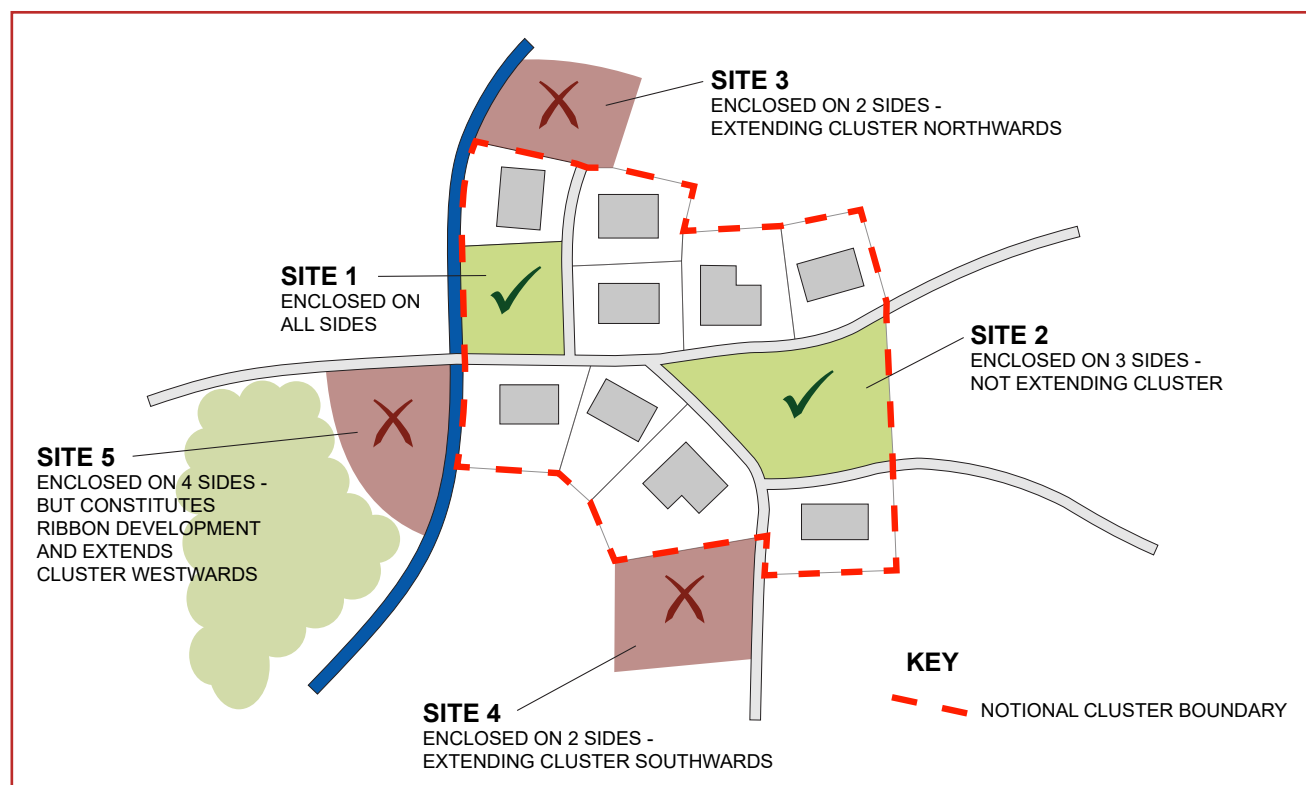 SITE 3
ENCLOSED ON 2 SIDES -
EXTENDING CLUSTER NORTHWARDS
SITE 1
ENCLOSED ON
ALL SIDES
SITE 2
ENCLOSED ON 3 SIDES -
NOT EXTENDING CLUSTER
SITE 5
ENCLOSED ON 4 SIDES -
BUT CONSTITUTES
RIBBON DEVELOPMENT
AND EXTENDS
CLUSTER WESTWARDS
SITE 4
ENCLOSED ON 2 SIDES -
EXTENDING CLUSTER SOUTHWARDS
KEY
NOTIONAL CLUSTER BOUNDARY